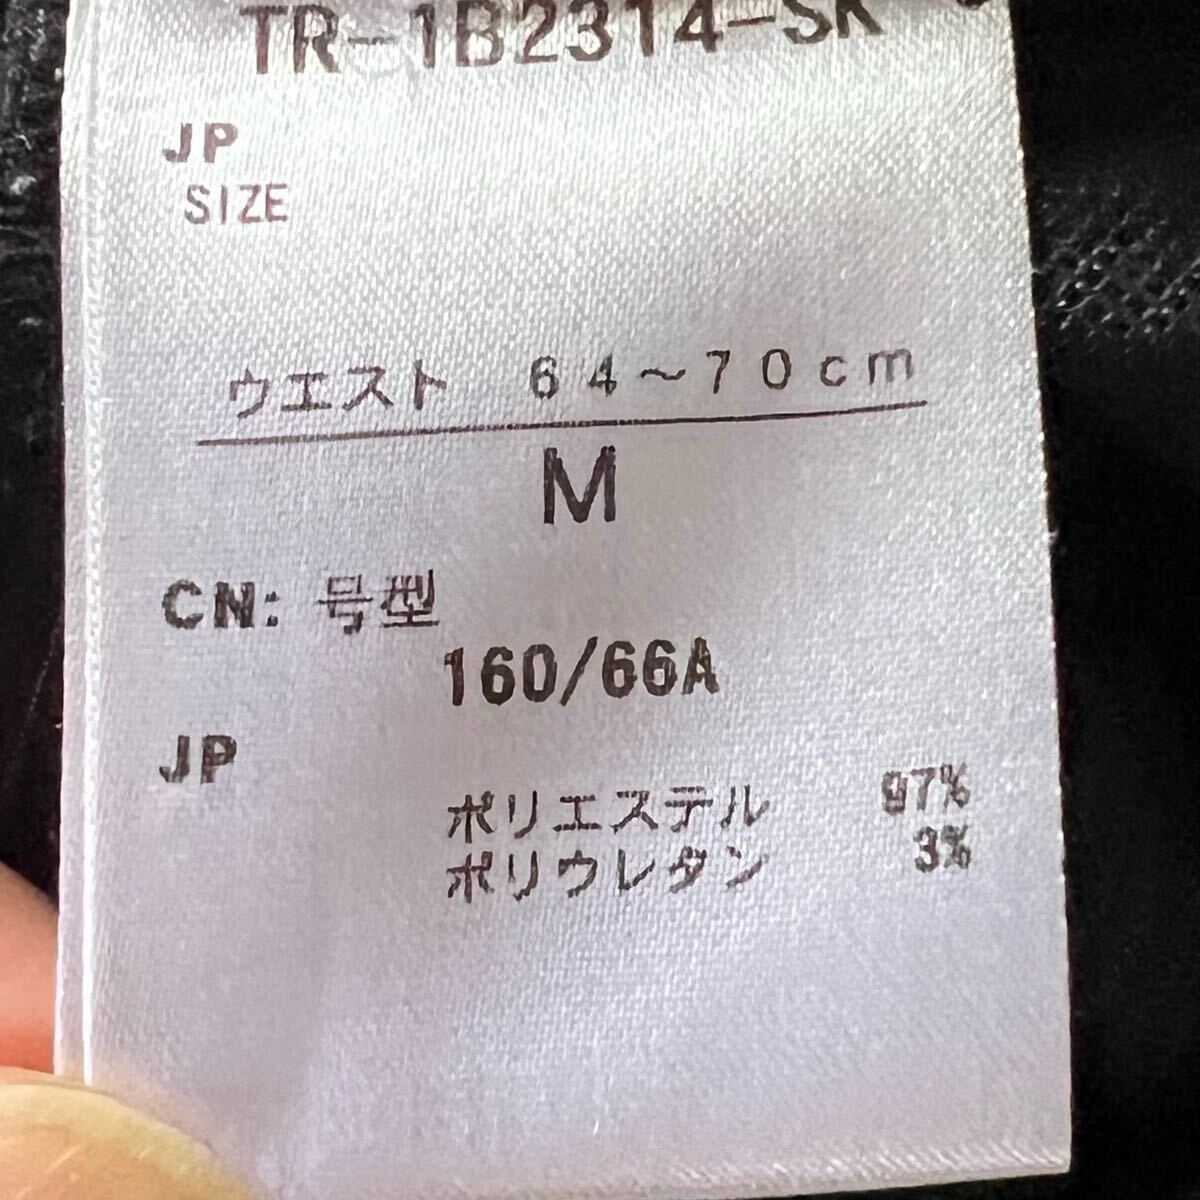 TR-1B2314-SK
JP
SIZE
ウエスト 64～70cm
M
CN: 号型
160/66A
JP
ポリエステル 97%
ポリウレタン 3%